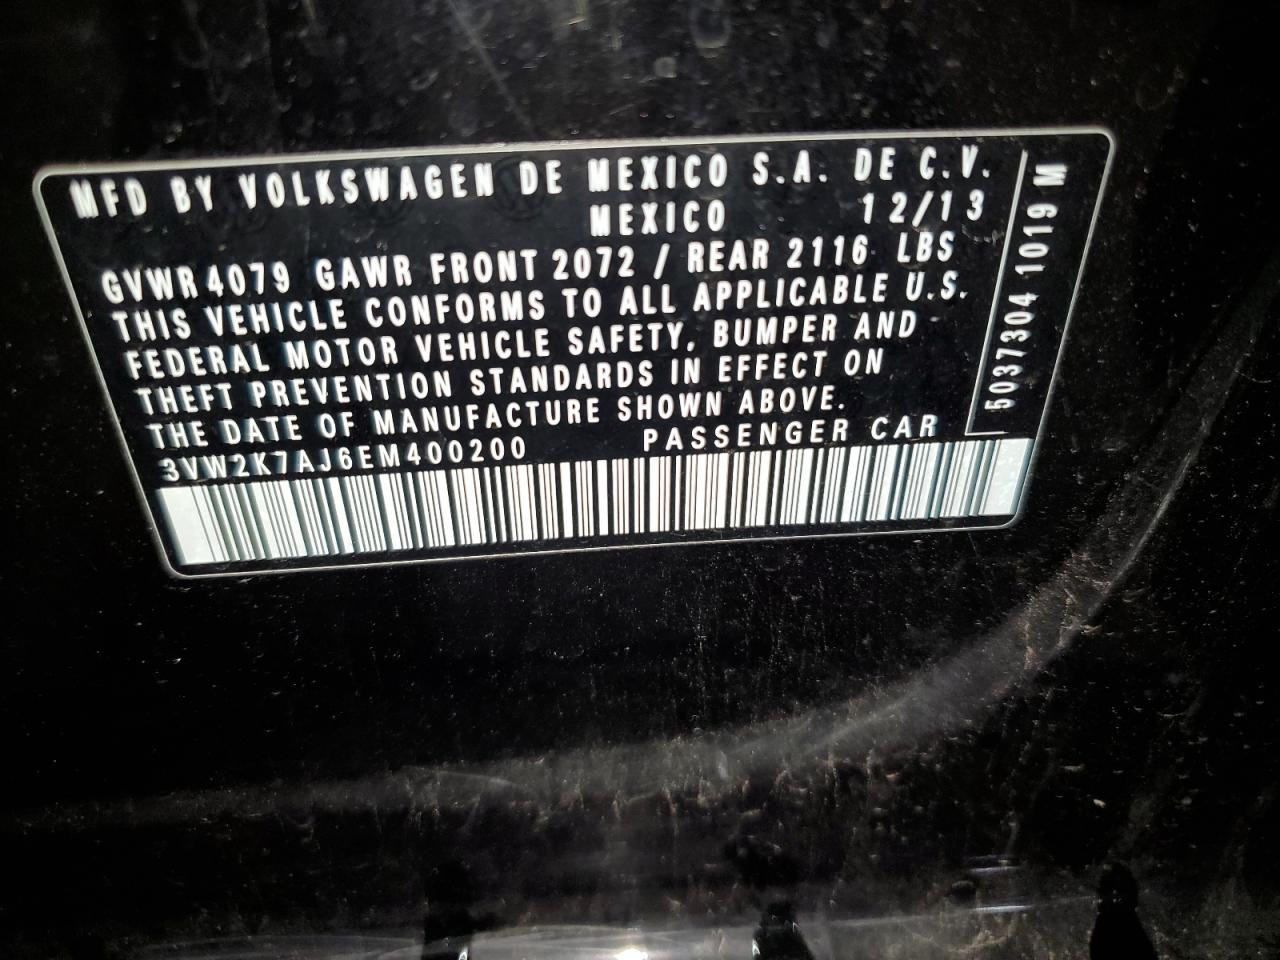 MFD BY VOLKSWAGEN DE MEXICO S.A. DE C.V.
MEXICO 12/13
GVWR 4079 GAWR FRONT 2072 / REAR 2116 LBS
THIS VEHICLE CONFORMS TO ALL APPLICABLE U.S.
FEDERAL MOTOR VEHICLE SAFETY, BUMPER AND
THEFT PREVENTION STANDARDS IN EFFECT ON
THE DATE OF MANUFACTURE SHOWN ABOVE.
3VW2K7AJ6EM400200 PASSENGER CAR
5037304 1019 M